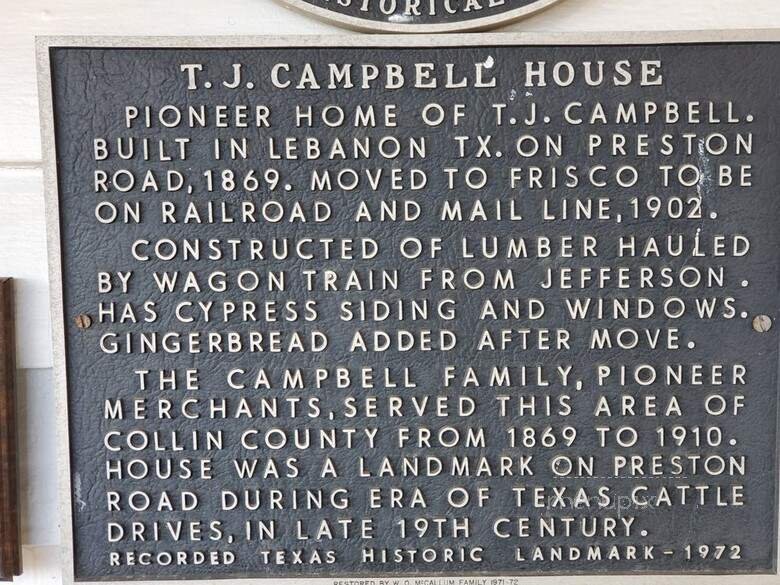 HISTORICAL
T. J. CAMPBELL HOUSE
PIONEER HOME OF T. J. CAMPBELL.
BUILT IN LEBANON TX. ON PRESTON
ROAD, 1869. MOVED TO FRISCO TO BE
ON RAILROAD AND MAIL LINE, 1902.
CONSTRUCTED OF LUMBER HAULED
BY WAGON TRAIN FROM JEFFERSON.
HAS CYPRESS SIDING AND WINDOWS.
GINGERBREAD ADDED AFTER MOVE.
THE CAMPBELL FAMILY, PIONEER
MERCHANTS, SERVED THIS AREA OF
COLLIN COUNTY FROM 1869 TO 1910.
HOUSE WAS A LANDMARK ON PRESTON
ROAD DURING ERA OF TEXAS CATTLE
DRIVES, IN LATE 19TH CENTURY.
RECORDED TEXAS HISTORIC LANDMARK - 1972
RESTORED BY W. O. McCALLUM FAMILY 1971-72
menupix